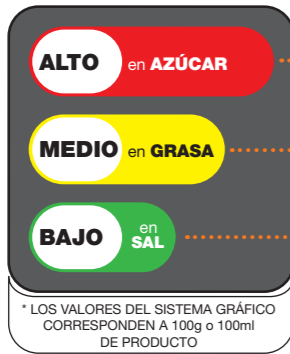 ALTO en AZÚCAR
MEDIO en GRASA
BAJO en SAL
* LOS VALORES DEL SISTEMA GRÁFICO
CORRESPONDEN A 100g o 100ml
DE PRODUCTO